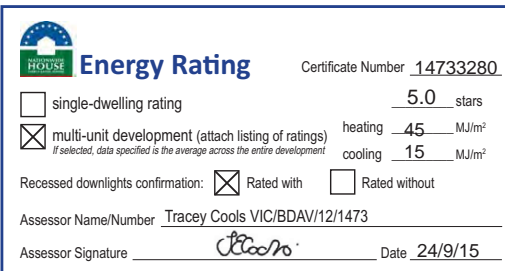 NATIONWIDE
HOUSE
Energy Rating
Certificate Number 14733280
single-dwelling rating
5.0 stars
multi-unit development (attach listing of ratings)
If selected, data specified is the average across the entire development
heating 45 MJ/m²
cooling 15 MJ/m²
Recessed downlights confirmation: Rated with Rated without
Assessor Name/Number Tracey Cools VIC/BDAV/12/1473
Assessor Signature Date 24/9/15